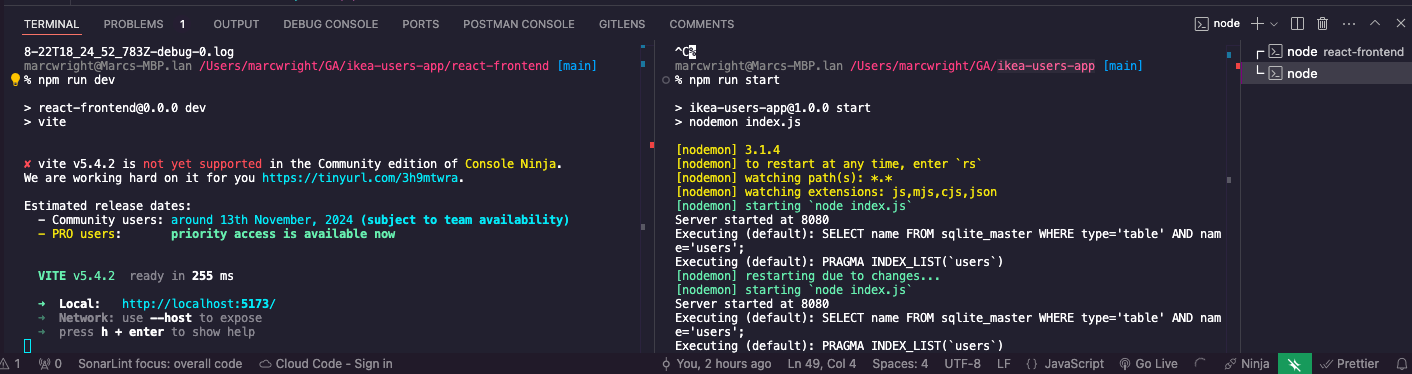 TERMINAL PROBLEMS 1 OUTPUT DEBUG CONSOLE PORTS POSTMAN CONSOLE GITLENS COMMENTS node
8-22T18_24_52_783Z-debug-0.log
marcwright@Marcs-MBP.lan /Users/marcwright/GA/ikea-users-app/react-frontend [main]
% npm run dev
> react-frontend@0.0.0 dev
> vite
✘ vite v5.4.2 is not yet supported in the Community edition of Console Ninja.
We are working hard on it for you https://tinyurl.com/3h9mtwra.
Estimated release dates:
- Community users: around 13th November, 2024 (subject to team availability)
- PRO users: priority access is available now
VITE v5.4.2 ready in 255 ms
➜ Local: http://localhost:5173/
➜ Network: use --host to expose
➜ press h + enter to show help
^C%
marcwright@Marcs-MBP.lan /Users/marcwright/GA/ikea-users-app [main]
% npm run start
> ikea-users-app@1.0.0 start
> nodemon index.js
[nodemon] 3.1.4
[nodemon] to restart at any time, enter `rs`
[nodemon] watching path(s): *.*
[nodemon] watching extensions: js,mjs,cjs,json
[nodemon] starting `node index.js`
Server started at 8080
Executing (default): SELECT name FROM sqlite_master WHERE type='table' AND nam
e='users';
Executing (default): PRAGMA INDEX_LIST(`users`)
[nodemon] restarting due to changes...
[nodemon] starting `node index.js`
Server started at 8080
Executing (default): SELECT name FROM sqlite_master WHERE type='table' AND nam
e='users';
Executing (default): PRAGMA INDEX_LIST(`users`)
node react-frontend
node
1 0 SonarLint focus: overall code Cloud Code - Sign in You, 2 hours ago Ln 49, Col 4 Spaces: 4 UTF-8 LF { } JavaScript Go Live Ninja Prettier